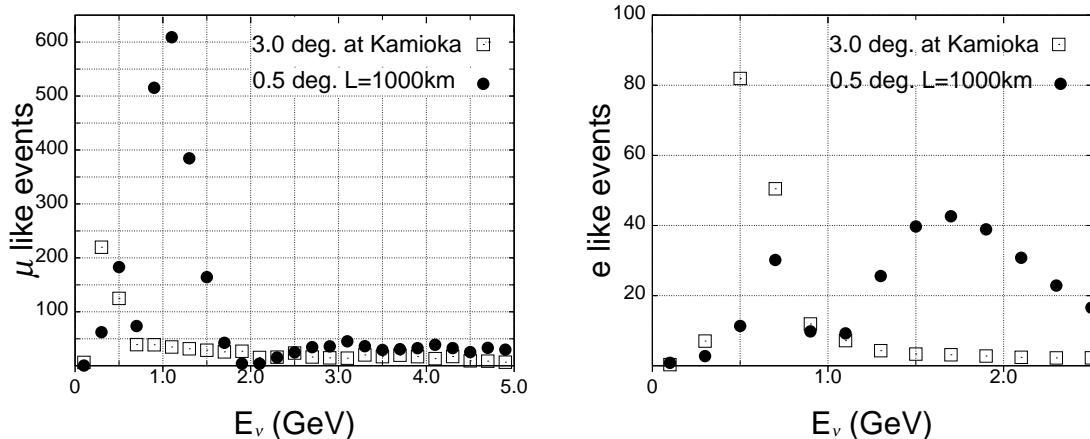 600
500
400
300
200
100
0
1.0
2.0
3.0
4.0
5.0
μ like events
Eν (GeV)
3.0 deg. at Kamioka
0.5 deg. L=1000km
100
80
60
40
20
0
1.0
2.0
e like events
Eν (GeV)
3.0 deg. at Kamioka
0.5 deg. L=1000km